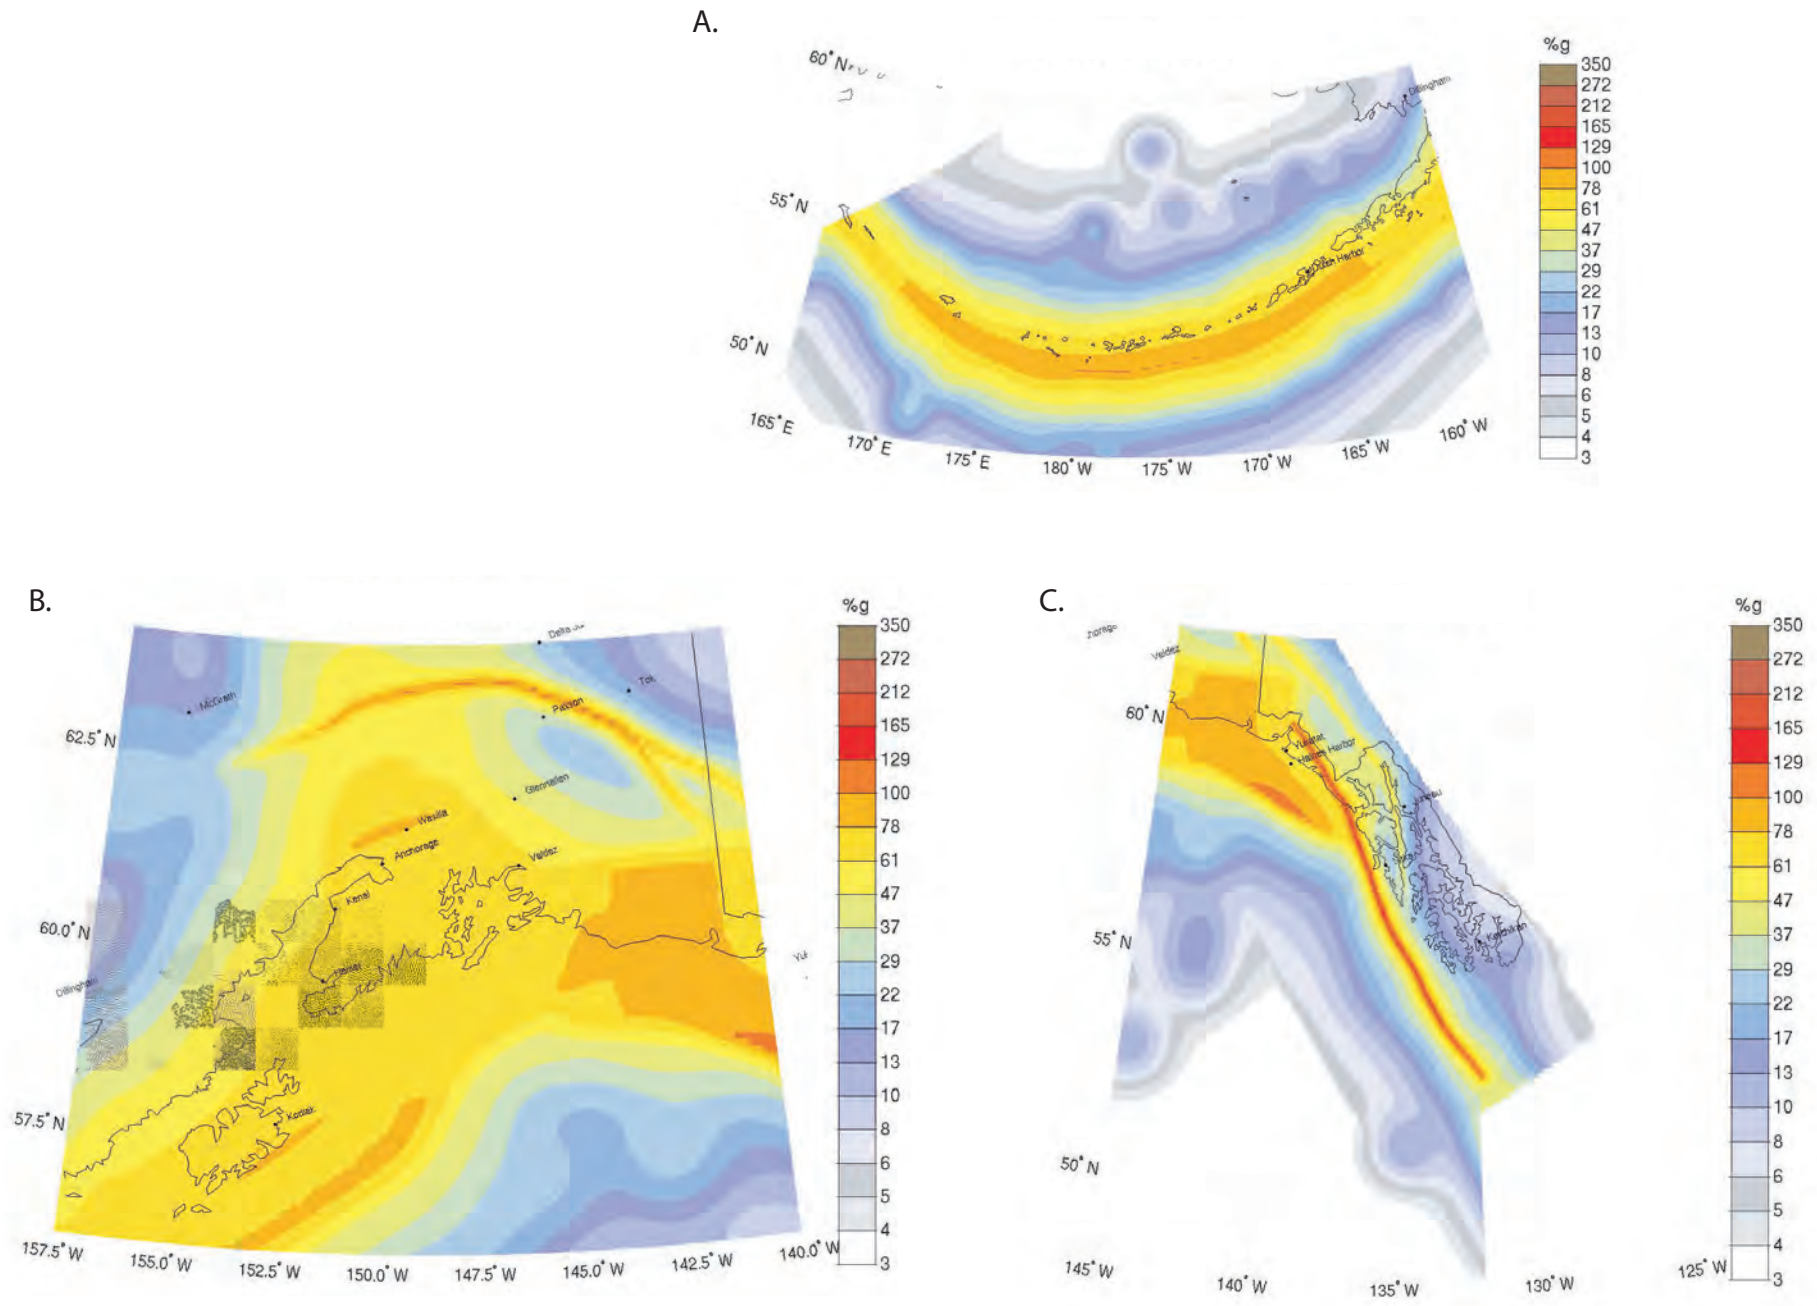 A.
%g
60° N
Dillingham
55° N
Dutch Harbor
50° N
165° E
170° E
175° E
180° W
175° W
170° W
165° W
160° W
350
272
212
165
129
100
78
61
47
37
29
22
17
13
10
8
6
5
4
3
B.
%g
Delta Ju
Tok
McGrath
Paxson
62.5° N
Glennallen
Wasilla
Anchorage
Valdez
Kenai
60.0° N
Homer
Dillingham
57.5° N
Kodiak
157.5° W
155.0° W
152.5° W
150.0° W
147.5° W
145.0° W
142.5° W
140.0° W
350
272
212
165
129
100
78
61
47
37
29
22
17
13
10
8
6
5
4
3
C.
%g
Valdez
60° N
Yakutat
Juneau
Sitka
Ketchikan
55° N
50° N
145° W
140° W
135° W
130° W
125° W
350
272
212
165
129
100
78
61
47
37
29
22
17
13
10
8
6
5
4
3